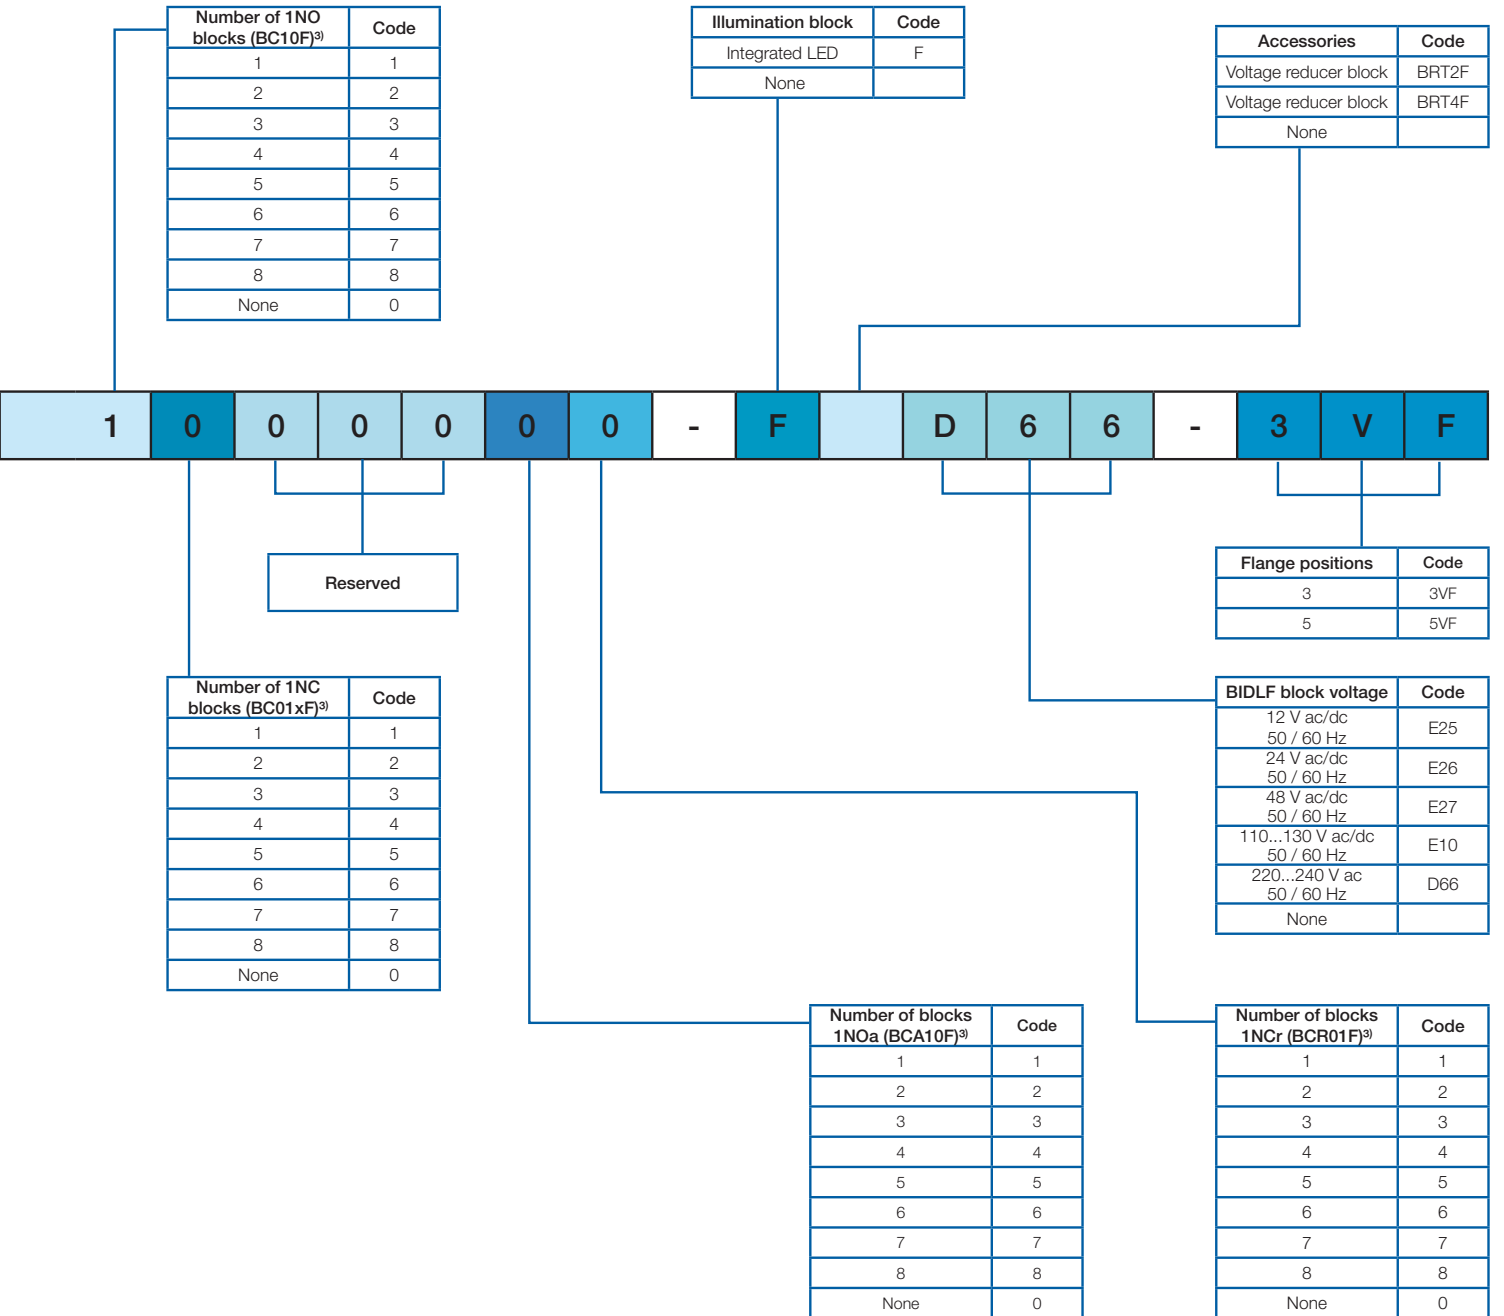 Number of 1NO
blocks (BC10F)3) Code
1 1
2 2
3 3
4 4
5 5
6 6
7 7
8 8
None 0
Illumination block Code
Integrated LED F
None
Accessories Code
Voltage reducer block BRT2F
Voltage reducer block BRT4F
None
1 0 0 0 0 0 0 - F D 6 6 - 3 V F
Reserved
Flange positions Code
3 3VF
5 5VF
Number of 1NC
blocks (BC01xF)3) Code
1 1
2 2
3 3
4 4
5 5
6 6
7 7
8 8
None 0
BIDLF block voltage Code
12 V ac/dc
50 / 60 Hz E25
24 V ac/dc
50 / 60 Hz E26
48 V ac/dc
50 / 60 Hz E27
110...130 V ac/dc
50 / 60 Hz E10
220...240 V ac
50 / 60 Hz D66
None
Number of blocks
1NOa (BCA10F)3) Code
1 1
2 2
3 3
4 4
5 5
6 6
7 7
8 8
None 0
Number of blocks
1NCr (BCR01F)3) Code
1 1
2 2
3 3
4 4
5 5
6 6
7 7
8 8
None 0